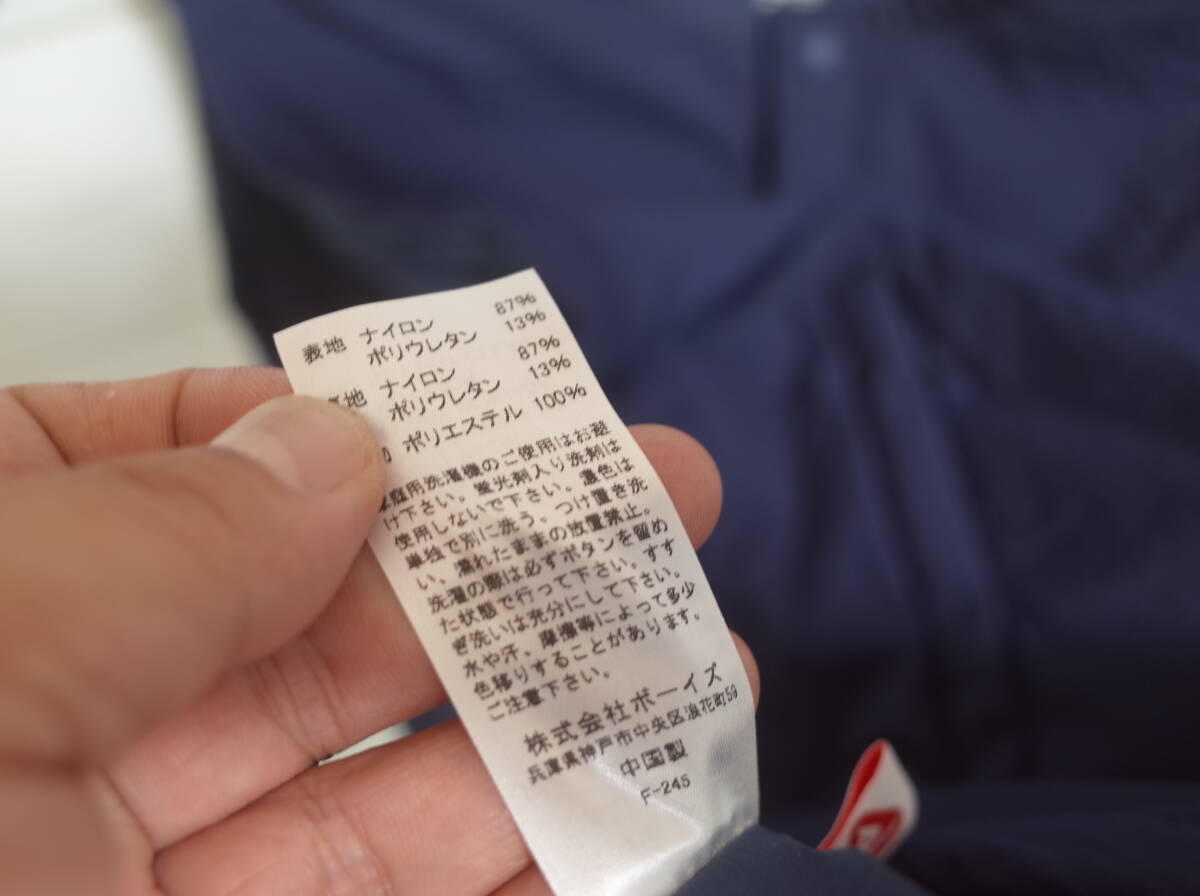 表地 ナイロン 87%
ポリウレタン 13%
地 ナイロン 87%
ポリウレタン 13%
ポリエステル 100%
庭用洗濯機のご使用はお避
け下さい。蛍光剤入り洗剤は
使用しないで下さい。濃色は
単独で別に洗う。つけ置き洗
い、濡れたままの放置禁止。
洗濯の際は必ずボタンを留め
た状態で行って下さい。すす
ぎ洗いは充分にして下さい。
水や汗、摩擦等によって多少
色移りすることがあります。
ご注意下さい。
株式会社ボーイズ
兵庫県神戸市中央区浪花町59
中国製
F-245